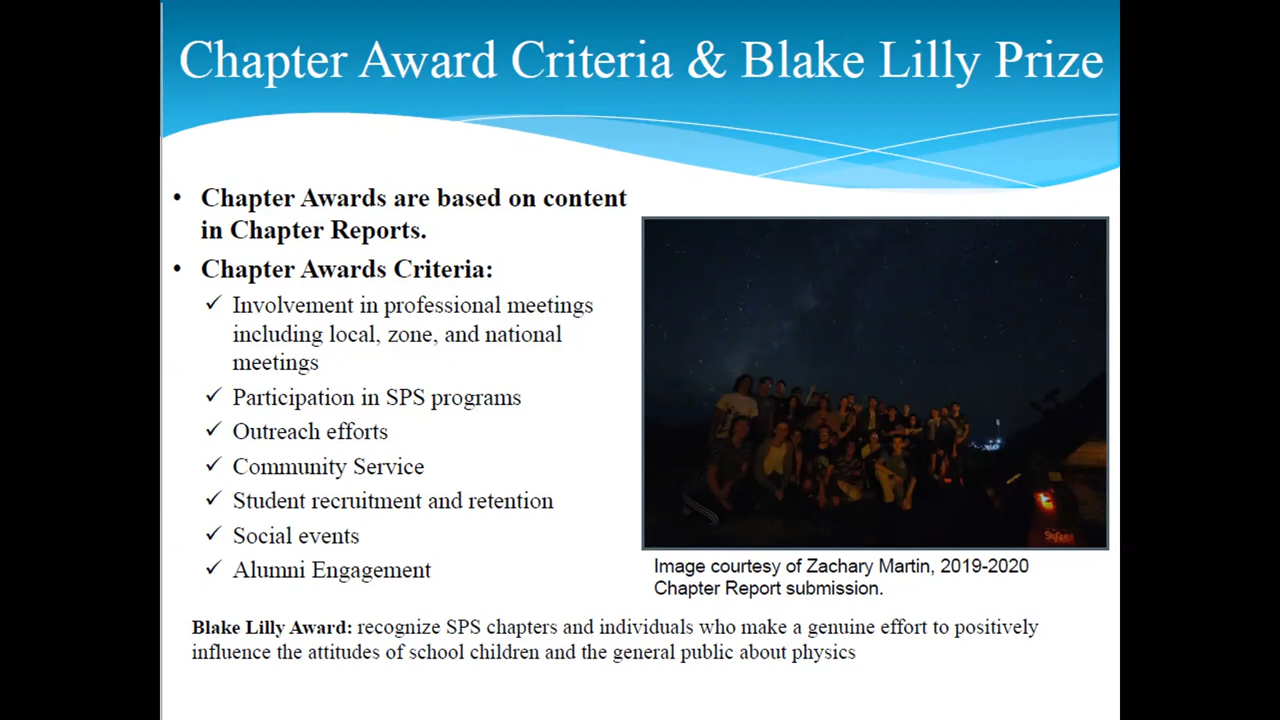 Chapter Award Criteria & Blake Lilly Prize
• Chapter Awards are based on content
in Chapter Reports.
• Chapter Awards Criteria:
✓ Involvement in professional meetings
including local, zone, and national
meetings
✓ Participation in SPS programs
✓ Outreach efforts
✓ Community Service
✓ Student recruitment and retention
✓ Social events
✓ Alumni Engagement
Image courtesy of Zachary Martin, 2019-2020
Chapter Report submission.
Blake Lilly Award: recognize SPS chapters and individuals who make a genuine effort to positively
influence the attitudes of school children and the general public about physics